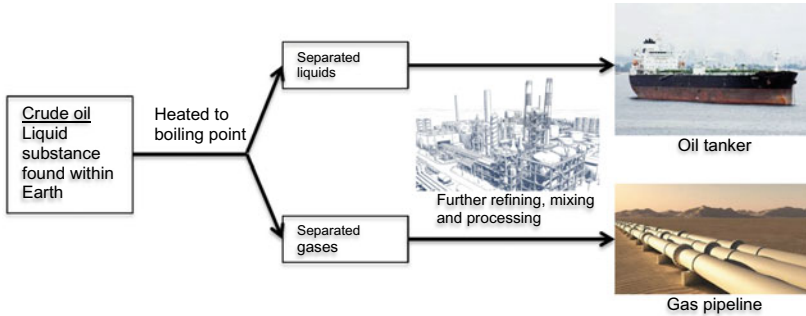 Crude oil
Liquid
substance
found within
Earth
Heated to
boiling point
Separated
liquids
Separated
gases
Further refining, mixing
and processing
Oil tanker
Gas pipeline